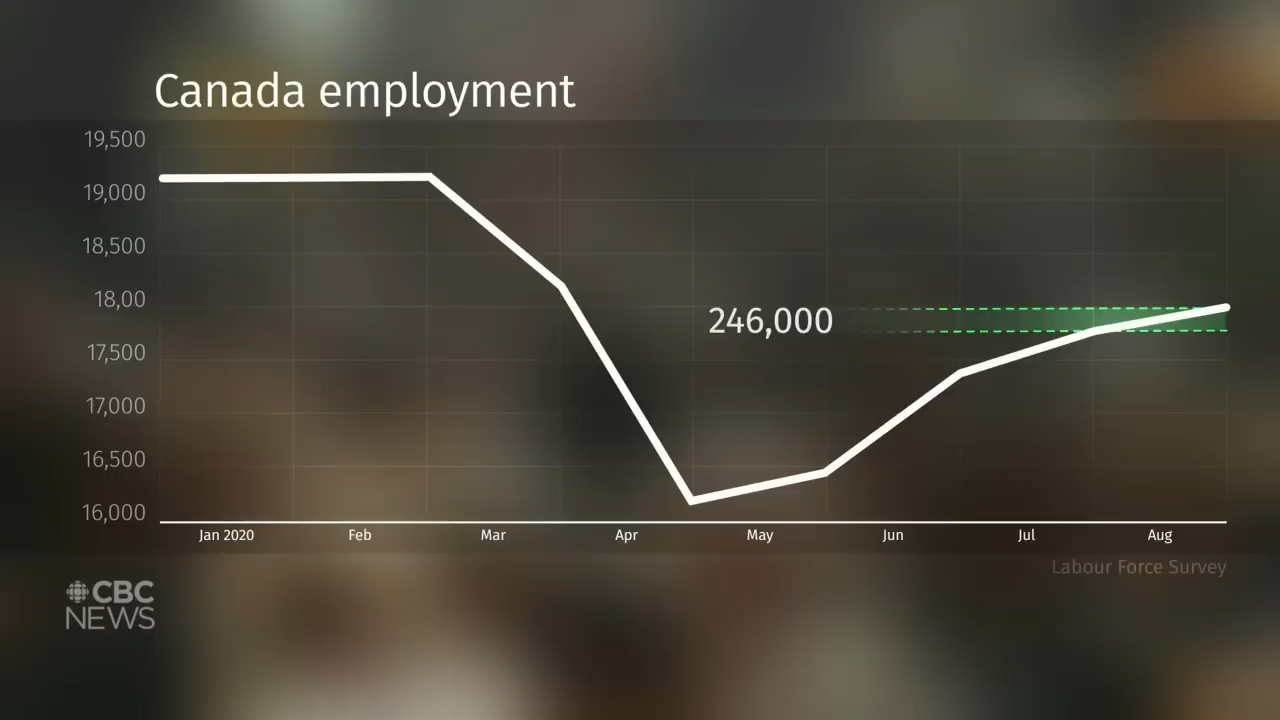 Canada employment
19,500
19,000
18,500
18,00
17,500
17,000
16,500
16,000
246,000
Jan 2020 Feb Mar Apr May Jun Jul Aug
Labour Force Survey
CBC
NEWS